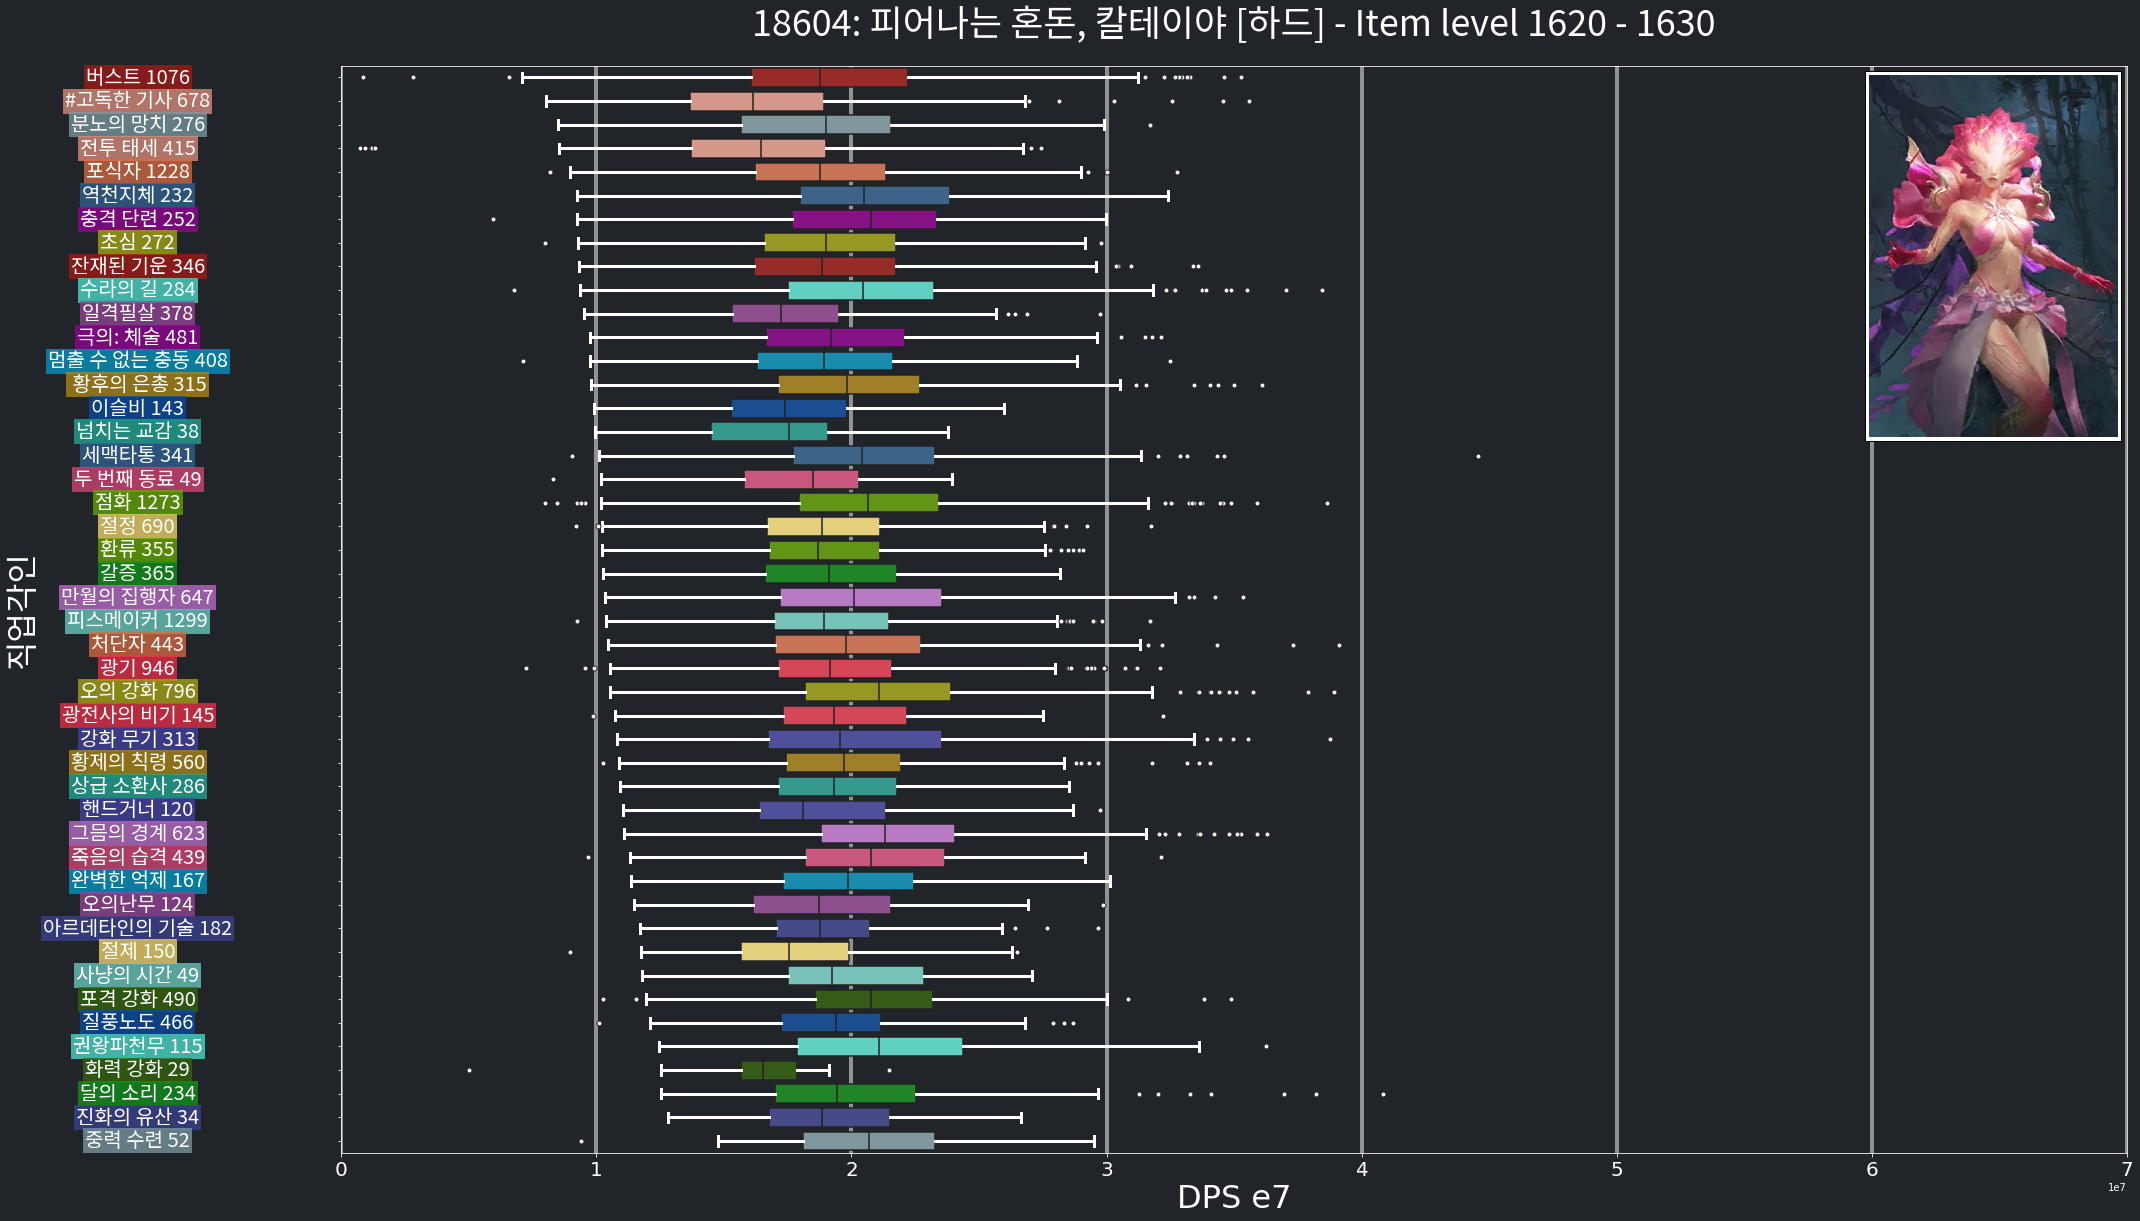 18604: 피어나는 혼돈, 칼테이야 [하드] - Item level 1620 - 1630
직업각인
버스트 1076
#고독한 기사 678
분노의 망치 276
전투 태세 415
포식자 1228
역천지체 232
충격 단련 252
초심 272
잔재된 기운 346
수라의 길 284
일격필살 378
극의: 체술 481
멈출 수 없는 충동 408
황후의 은총 315
이슬비 143
넘치는 교감 38
세맥타통 341
두 번째 동료 49
점화 1273
절정 690
환류 355
갈증 365
만월의 집행자 647
피스메이커 1299
처단자 443
광기 946
오의 강화 796
광전사의 비기 145
강화 무기 313
황제의 칙령 560
상급 소환사 286
핸드거너 120
그믐의 경계 623
죽음의 습격 439
완벽한 억제 167
오의난무 124
아르데타인의 기술 182
절제 150
사냥의 시간 49
포격 강화 490
질풍노도 466
권왕파천무 115
화력 강화 29
달의 소리 234
진화의 유산 34
중력 수련 52
0 1 2 3 4 5 6 7
1e7
DPS e7